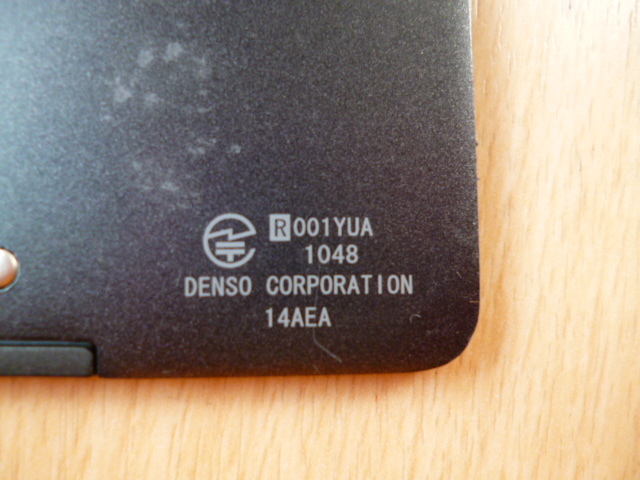 R001YUA
1048
DENSO CORPORATION
14AEA